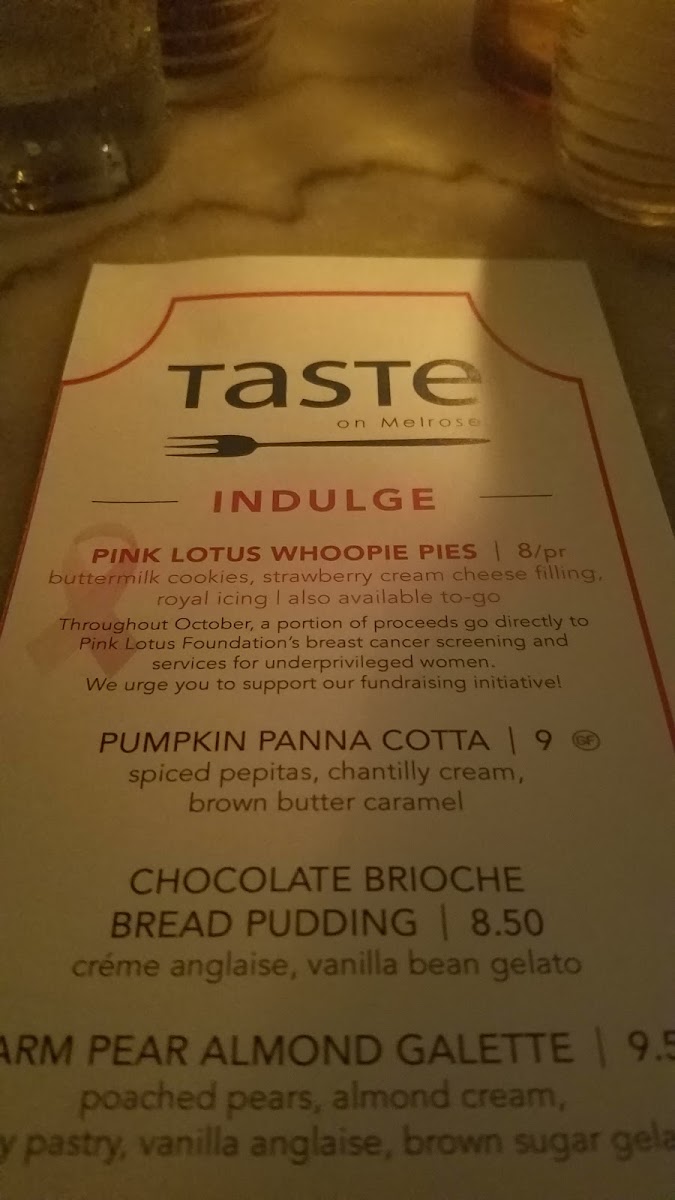 Taste
on Melrose
INDULGE
PINK LOTUS WHOOPIE PIES | 8/pr
buttermilk cookies, strawberry cream cheese filling,
royal icing | also available to-go
Throughout October, a portion of proceeds go directly to
Pink Lotus Foundation's breast cancer screening and
services for underprivileged women.
We urge you to support our fundraising initiative!
PUMPKIN PANNA COTTA | 9 GF
spiced pepitas, chantilly cream,
brown butter caramel
CHOCOLATE BRIOCHE
BREAD PUDDING | 8.50
créme anglaise, vanilla bean gelato
ARM PEAR ALMOND GALETTE | 9.5
poached pears, almond cream,
y pastry, vanilla anglaise, brown sugar gela